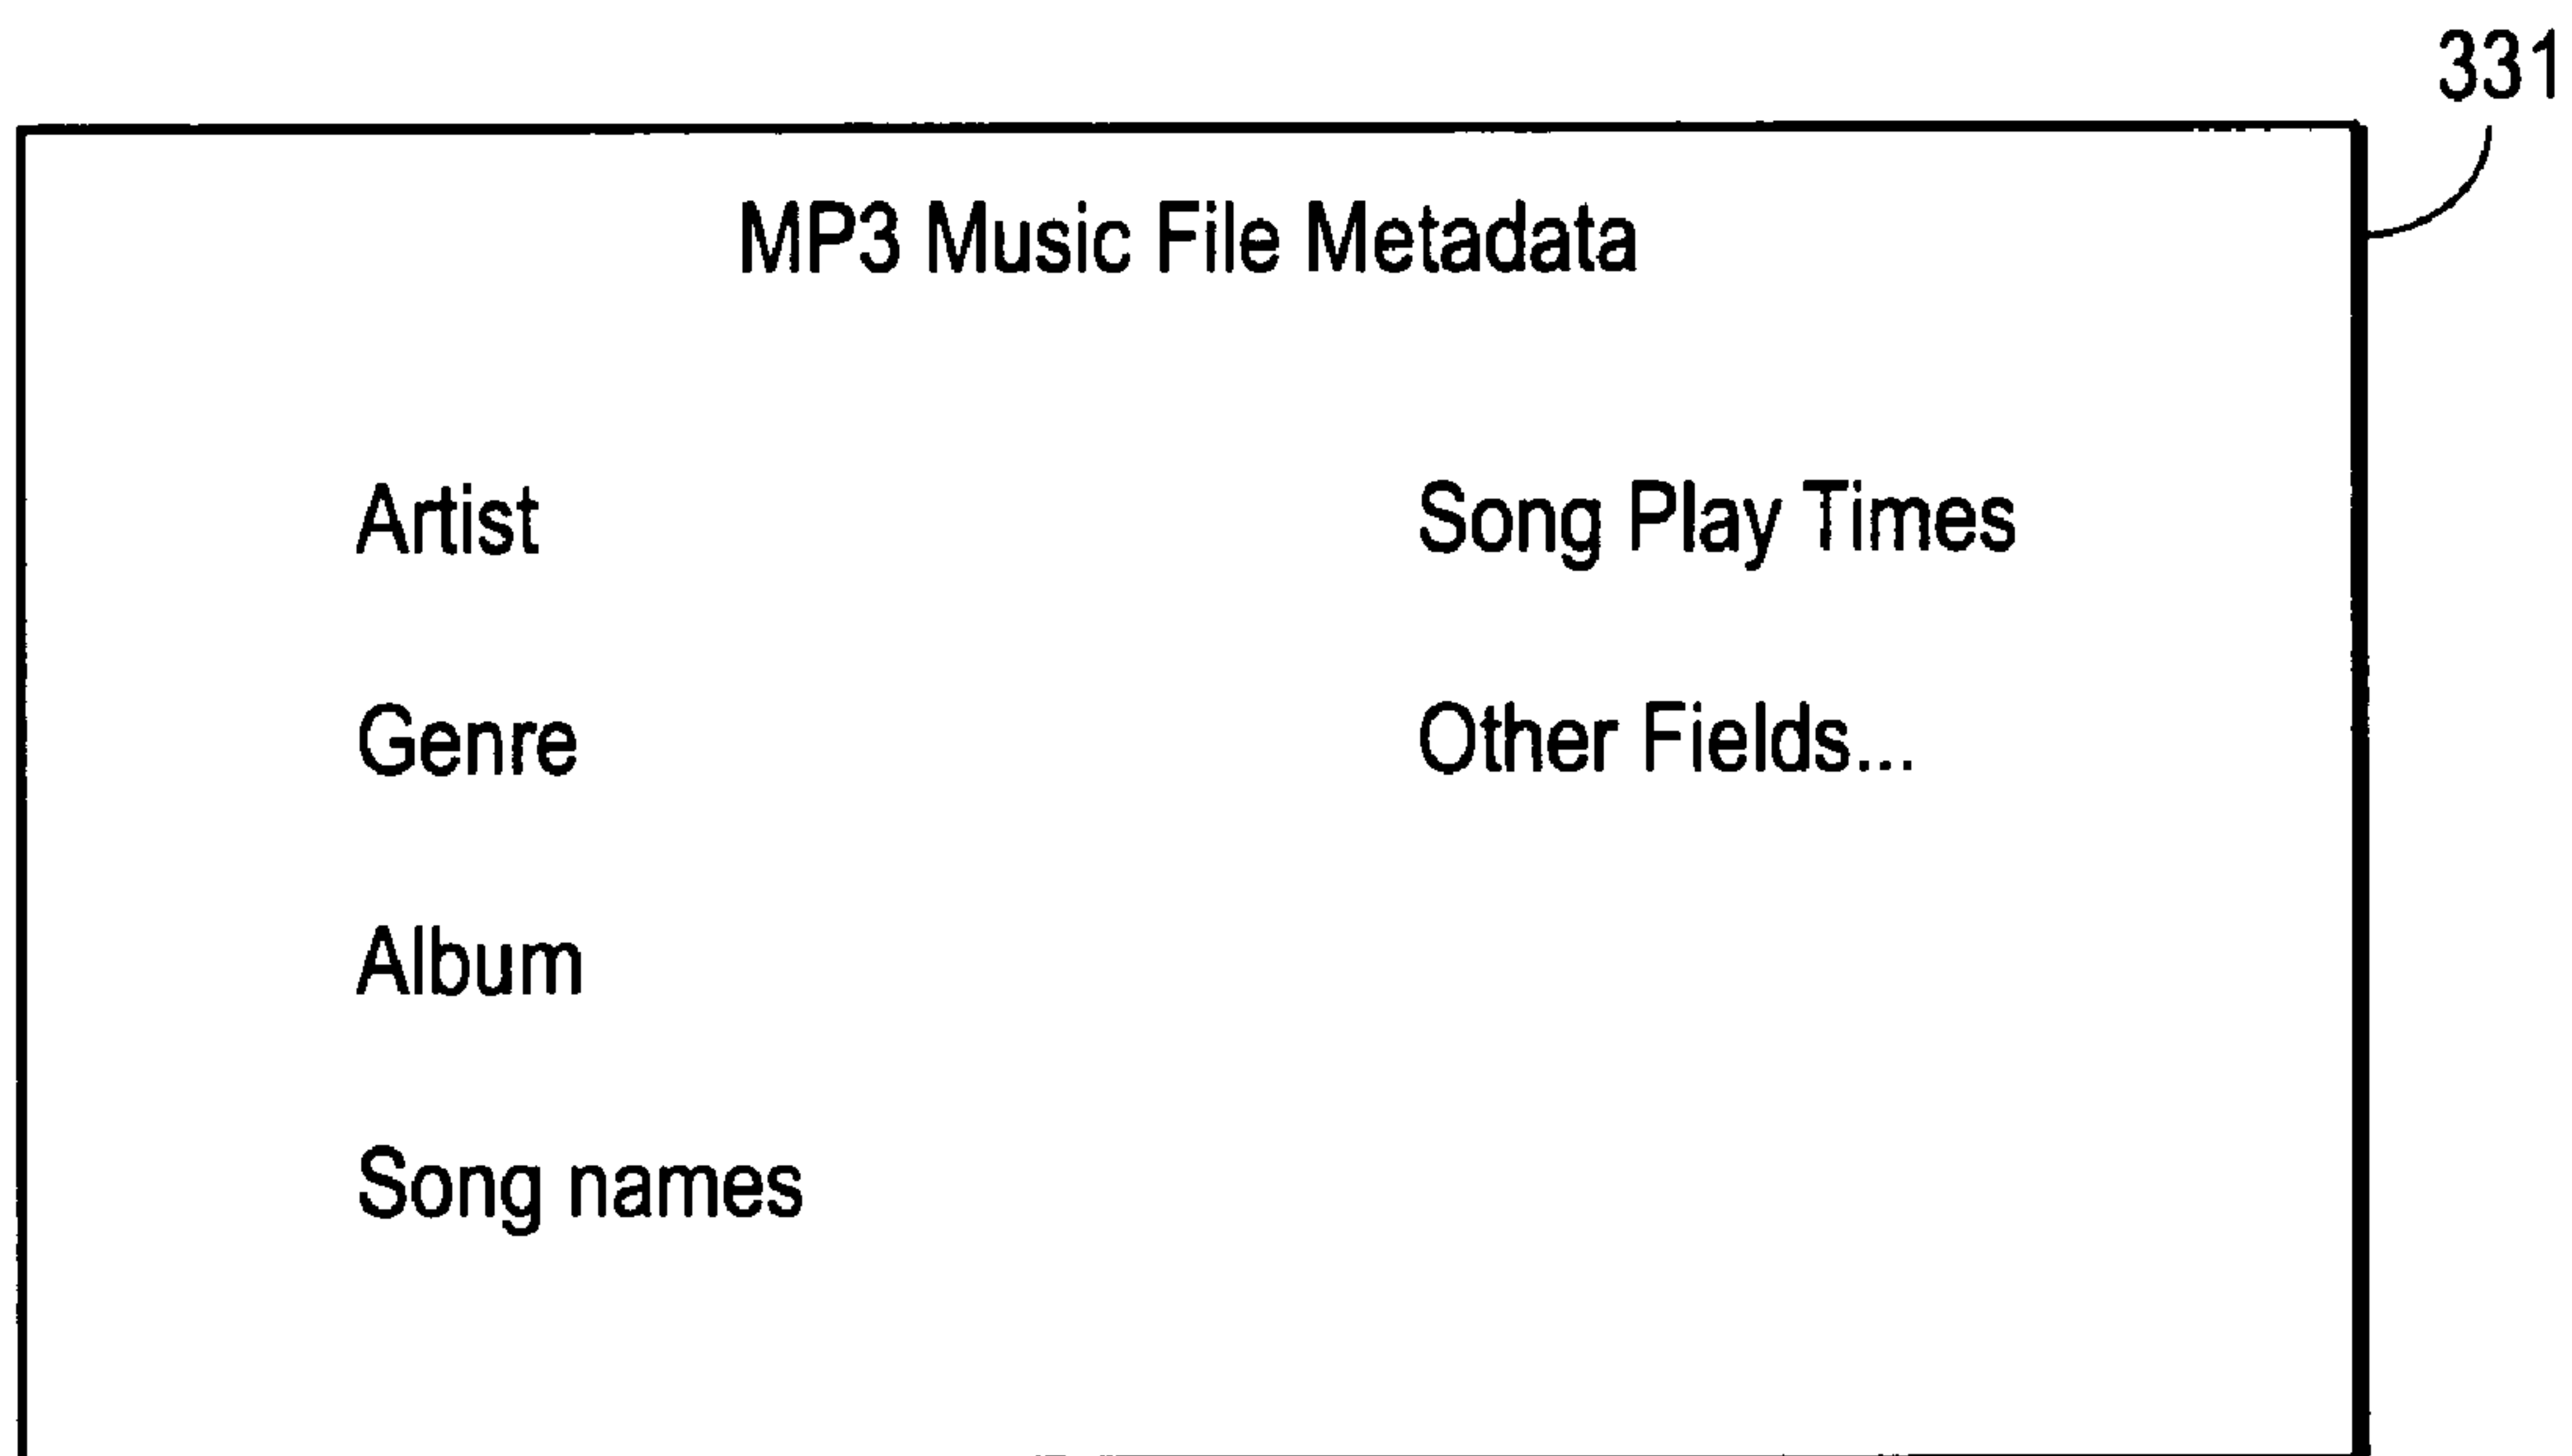 331
MP3 Music File Metadata
Artist
Genre
Album
Song names
Song Play Times
Other Fields...